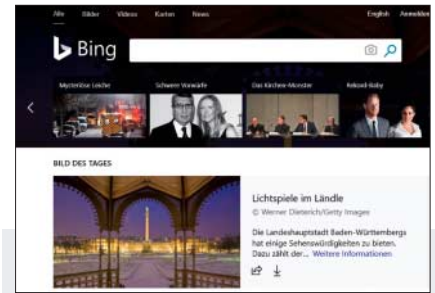 Alle Bilder Videos Karten News English Anmelden
Bing
Mysteriöse Leiche Schwere Vorwürfe Das Kirchen-Monster Rekord-Baby
BILD DES TAGES
Lichtspiele im Ländle
© Werner Dieterich/Getty Images
Die Landeshauptstadt Baden-Württembergs
hat einige Sehenswürdigkeiten zu bieten.
Dazu zählt der... Weitere Informationen